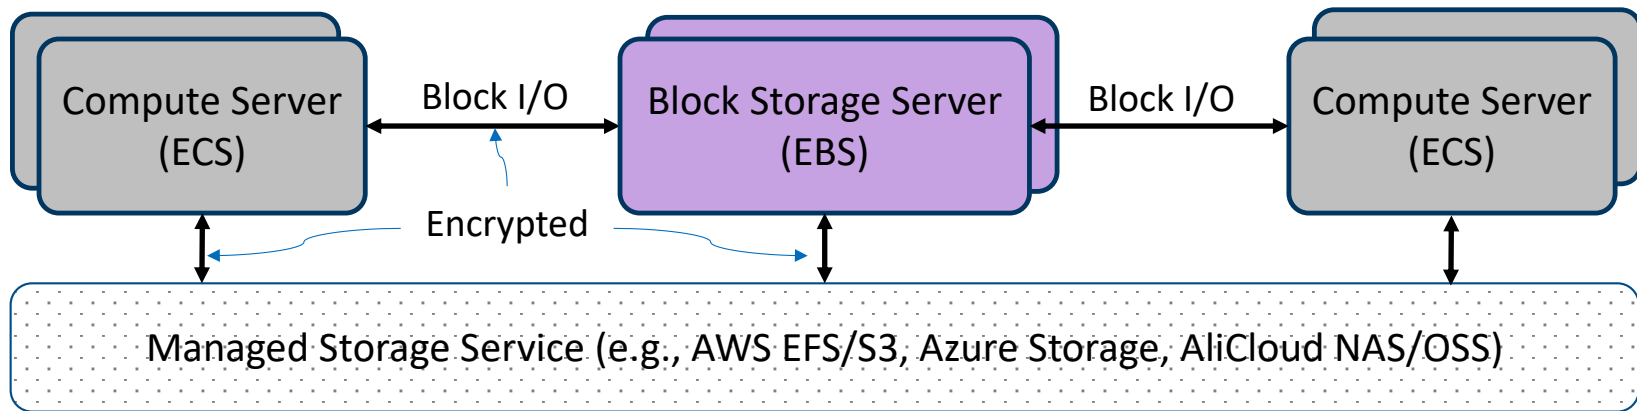 Compute Server
(ECS)
Block I/O
Block Storage Server
(EBS)
Block I/O
Compute Server
(ECS)
Encrypted
Managed Storage Service (e.g., AWS EFS/S3, Azure Storage, AliCloud NAS/OSS)